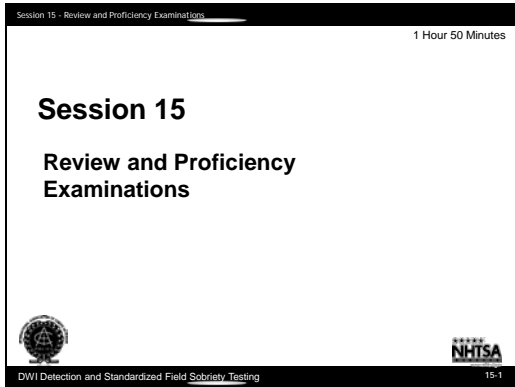 Session 15 - Review and Proficiency Examinations
1 Hour 50 Minutes
Session 15
Review and Proficiency
Examinations
NHTSA
DWI Detection and Standardized Field Sobriety Testing
15-1